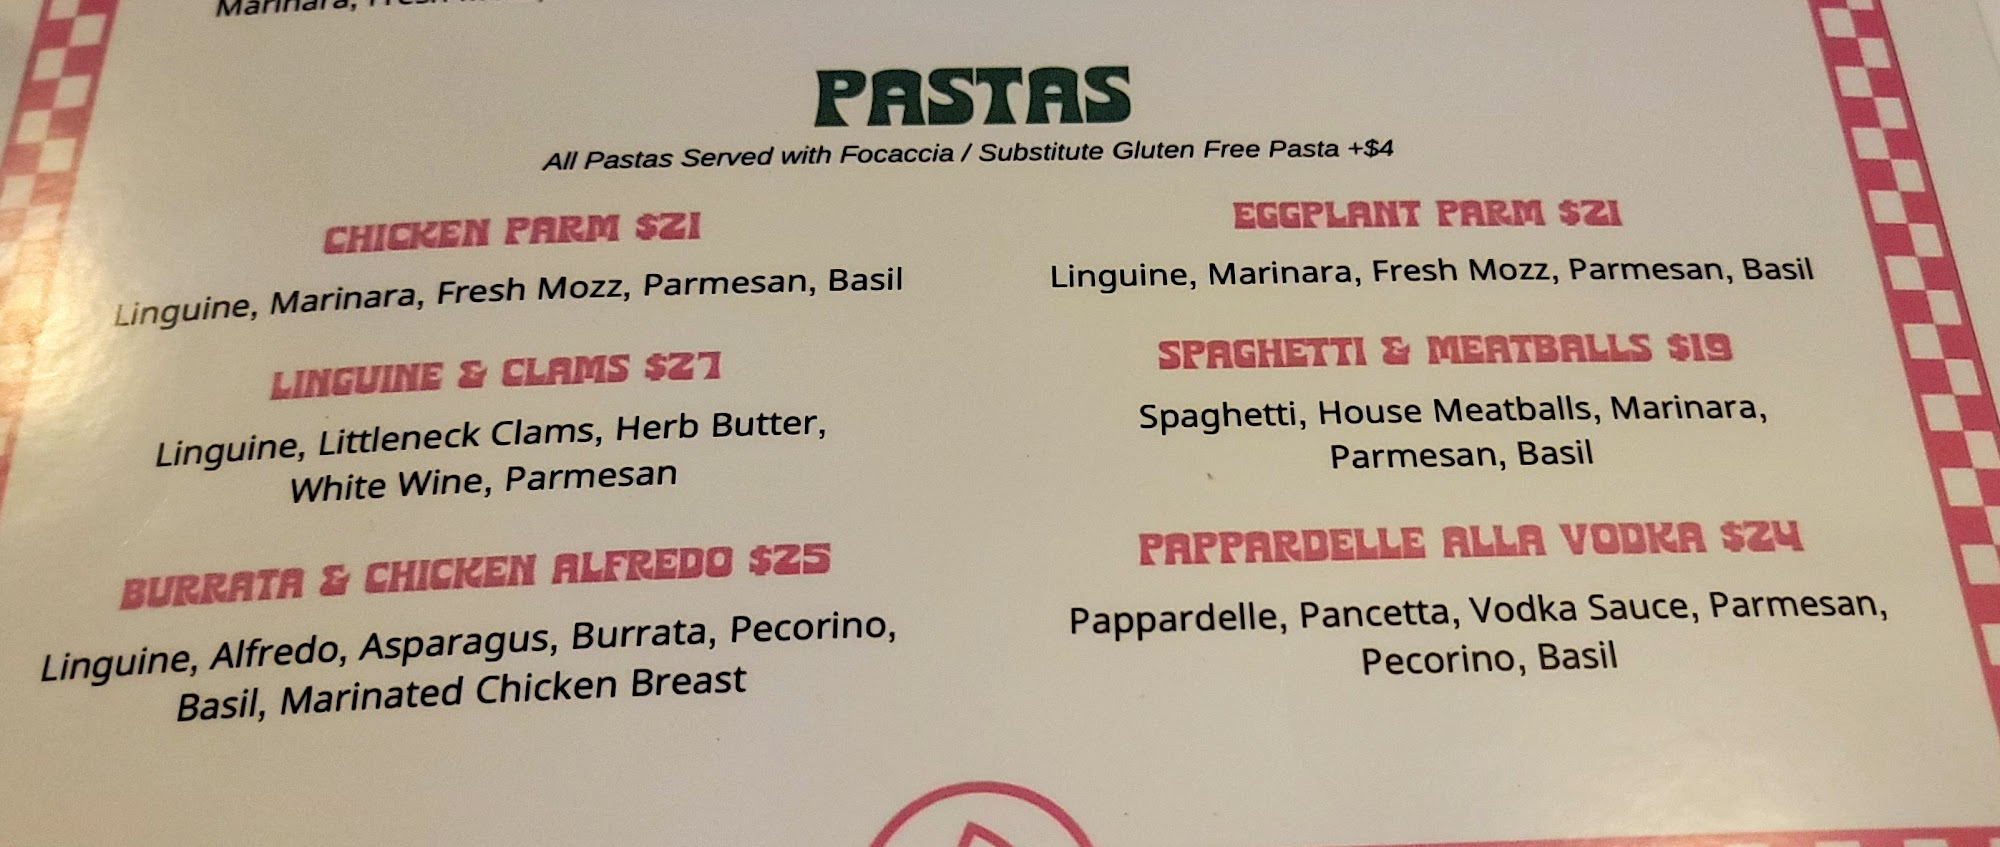 Marinara,
PASTAS
All Pastas Served with Focaccia / Substitute Gluten Free Pasta +$4
CHICKEN PARM $21
Linguine, Marinara, Fresh Mozz, Parmesan, Basil
LINGUINE & CLAMS $27
Linguine, Littleneck Clams, Herb Butter,
White Wine, Parmesan
BURRATA & CHICKEN ALFREDO $25
Linguine, Alfredo, Asparagus, Burrata, Pecorino,
Basil, Marinated Chicken Breast
EGGPLANT PARM $21
Linguine, Marinara, Fresh Mozz, Parmesan, Basil
SPAGHETTI & MEATBALLS $19
Spaghetti, House Meatballs, Marinara,
Parmesan, Basil
PAPPARDELLE ALLA VODKA $24
Pappardelle, Pancetta, Vodka Sauce, Parmesan,
Pecorino, Basil